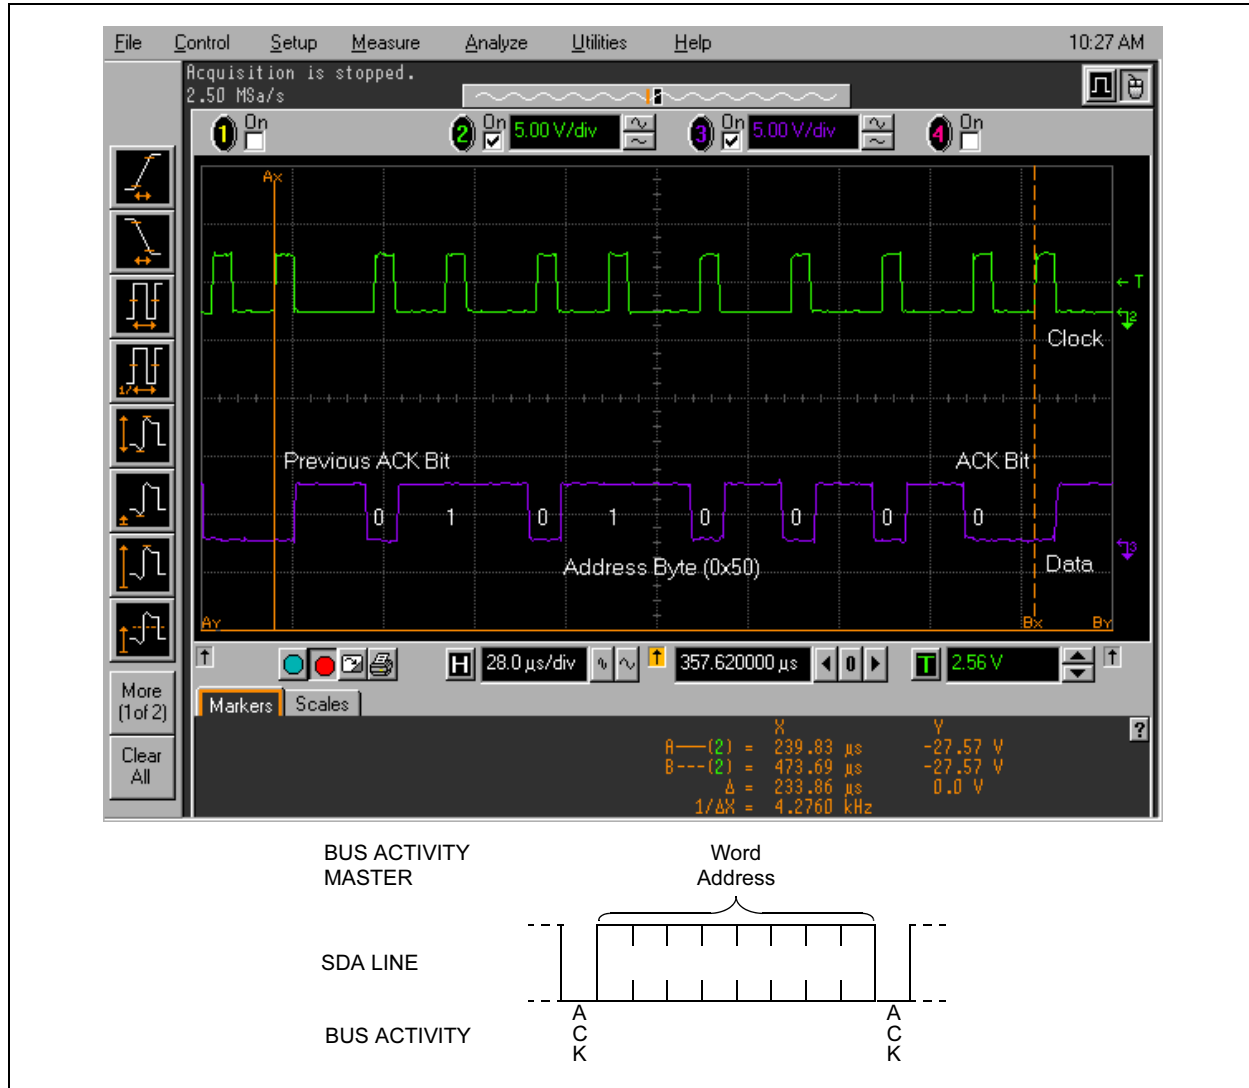 File Control Setup Measure Analyze Utilities Help 10:27 AM
Acquisition is stopped.
2.50 MSa/s
1 On 2 On 5.00 V/div 3 On 5.00 V/div 4 On
Ax
T
2
Clock
Previous ACK Bit ACK Bit
0 1 0 1 0 0 0 0
3
Address Byte (0x50) Data
Ay Bx By
H 28.0 µs/div 357.620000 µs 0 T 2.56 V
More
(1 of 2)
Clear
All
Markers Scales
X Y
A---(2) = 239.83 µs -27.57 V
B---(2) = 473.69 µs -27.57 V
Δ = 233.86 µs 0.0 V
1/ΔX = 4.2760 kHz
?
BUS ACTIVITY
MASTER
Word
Address
SDA LINE
BUS ACTIVITY
ACK
ACK